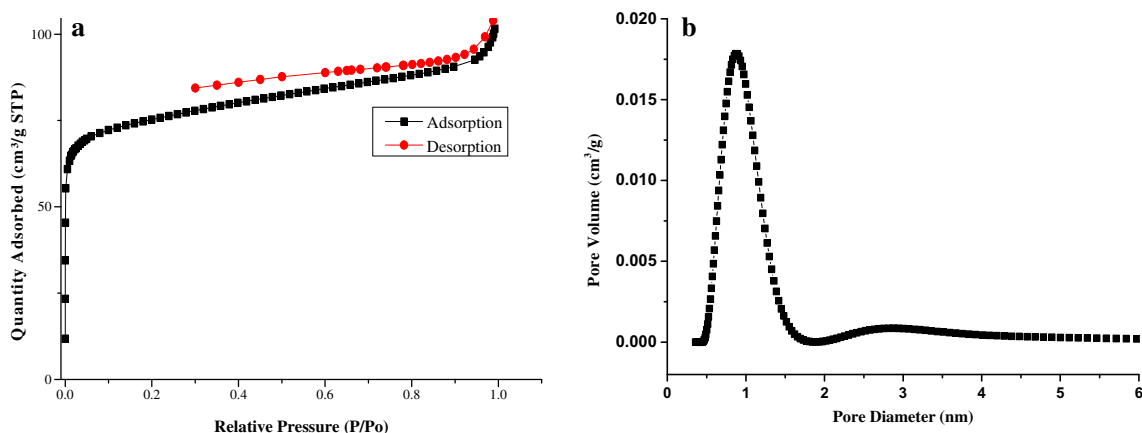 a
100
50
0
Quantity Adsorbed (cm³/g STP)
Adsorption
Desorption
0.0 0.2 0.4 0.6 0.8 1.0
Relative Pressure (P/Po)
b
0.020
0.015
0.010
0.005
0.000
Pore Volume (cm³/g)
0 1 2 3 4 5 6
Pore Diameter (nm)